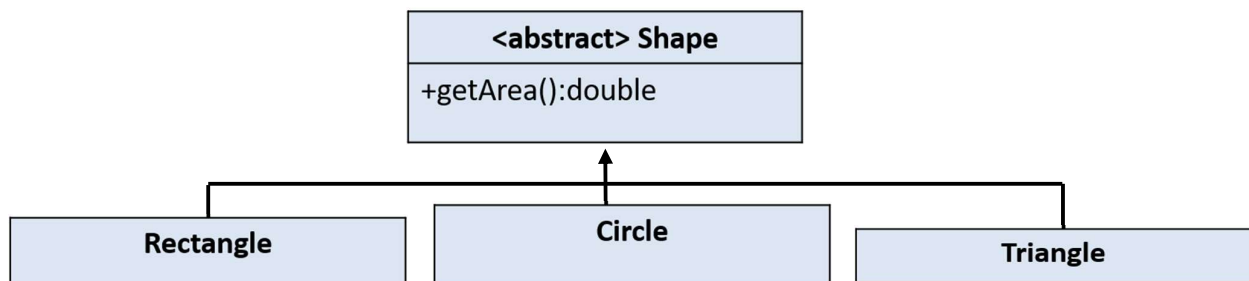 <abstract> Shape
+getArea():double
Rectangle
Circle
Triangle